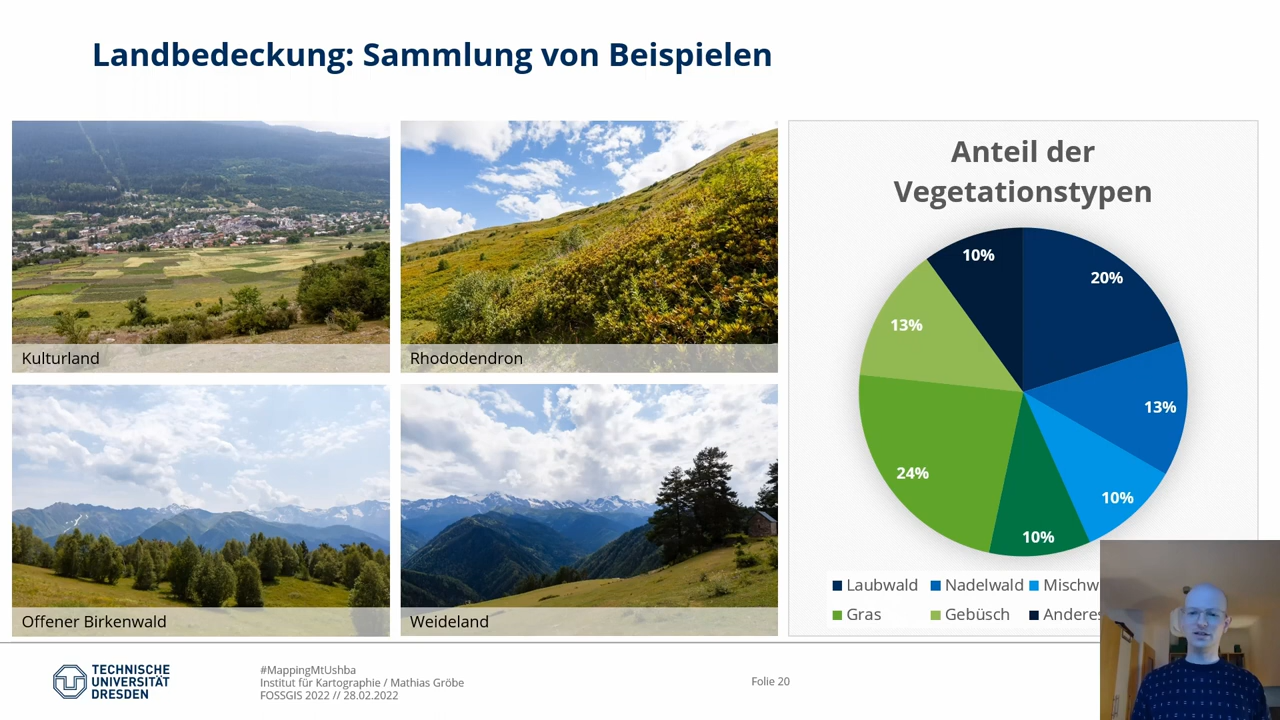 Landbedeckung: Sammlung von Beispielen
Kulturland
Rhododendron
Offener Birkenwald
Weideland
Anteil der
Vegetationstypen
10%
20%
13%
13%
24%
10%
10%
Laubwald Nadelwald
Gras Gebüsch Anderes
TECHNISCHE
UNIVERSITÄT
DRESDEN
#MappingMtUshba
Institut für Kartographie / Mathias Gröbe
FOSSGIS 2022 // 28.02.2022
Folie 20